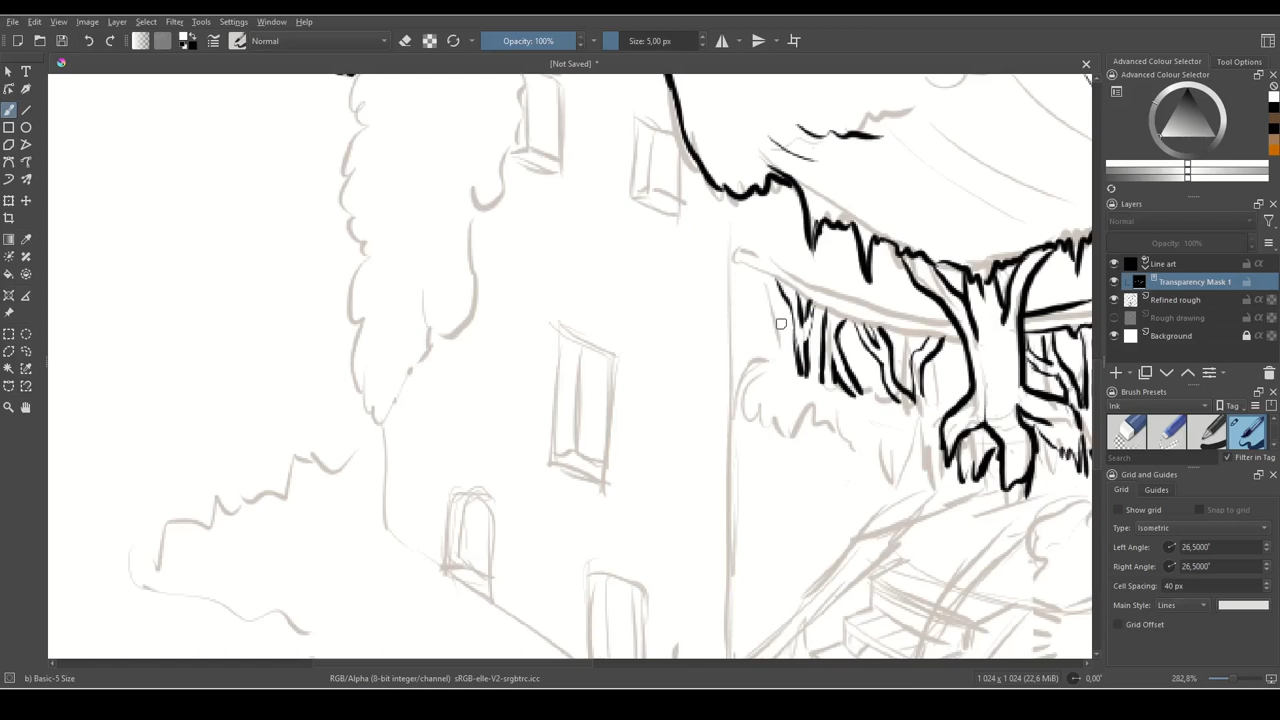 File Edit View Image Layer Select Filter Tools Settings Window Help
Normal Opacity: 100% Size: 5,00 px
[Not Saved] *
Advanced Colour Selector Tool Options
Advanced Colour Selector
Layers
Normal
Opacity: 100%
Line art
Transparency Mask 1
Refined rough
Rough drawing
Background
Brush Presets
Ink Tag
Search Filter in Tag
Grid and Guides
Grid Guides
Show grid Snap to grid
Type: Isometric
Left Angle: 26,5000°
Right Angle: 26,5000°
Cell Spacing: 40 px
Main Style: Lines
Grid Offset
b) Basic-5 Size RGB/Alpha (8-bit integer/channel) sRGB-elle-V2-srgbtrc.icc 1 024 x 1 024 (22,6 MiB) 0,00° 282,8%